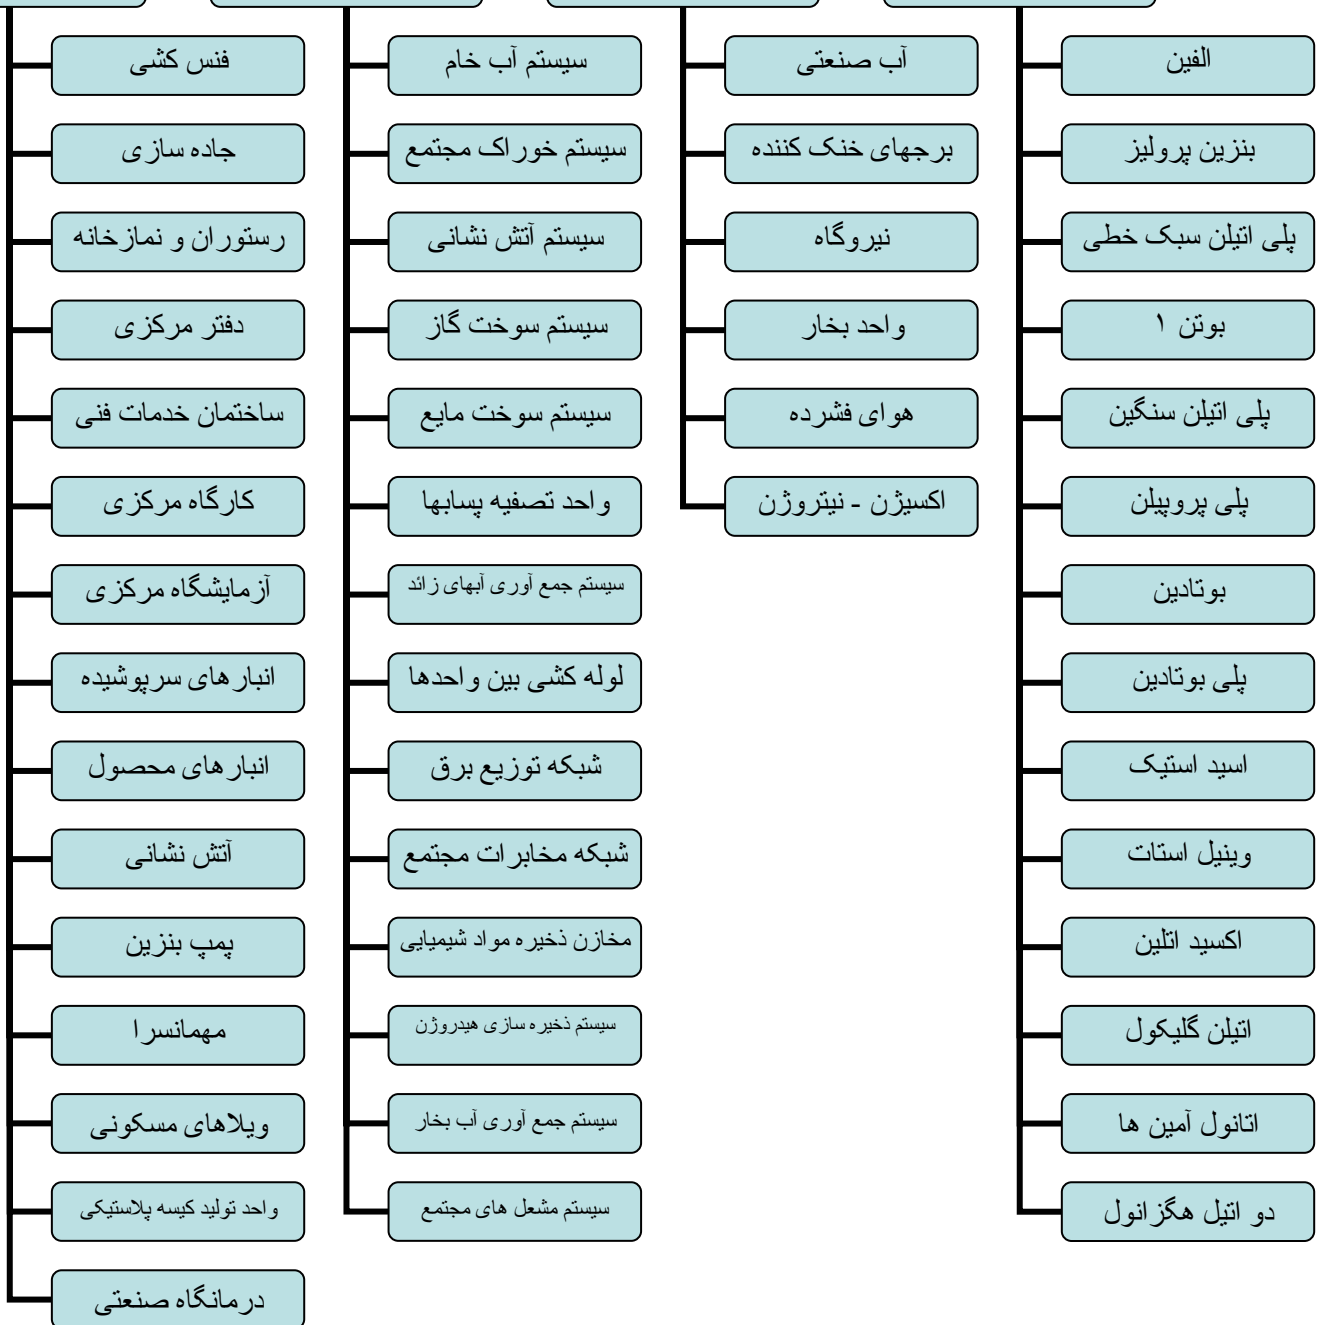 الفین
بنزین پرولیز
پلی اتیلن سبک خطی
بوتن ۱
پلی اتیلن سنگین
پلی پروپیلن
بوتادین
پلی بوتادین
اسید استیک
وینیل استات
اکسید اتلین
اتیلن گلیکول
اتانول آمین ها
دو اتیل هگزانول
آب صنعتی
برجهای خنک کننده
نیروگاه
واحد بخار
هوای فشرده
اکسیژن - نیتروژن
سیستم آب خام
سیستم خوراک مجتمع
سیستم آتش نشانی
سیستم سوخت گاز
سیستم سوخت مایع
واحد تصفیه پسابها
سیستم جمع آوری آبهای زائد
لوله کشی بین واحدها
شبکه توزیع برق
شبکه مخابرات مجتمع
مخازن ذخیره مواد شیمیایی
سیستم ذخیره سازی هیدروژن
سیستم جمع آوری آب بخار
سیستم مشعل های مجتمع
فنس کشی
جاده سازی
رستوران و نمازخانه
دفتر مرکزی
ساختمان خدمات فنی
کارگاه مرکزی
آزمایشگاه مرکزی
انبارهای سرپوشیده
انبارهای محصول
آتش نشانی
پمپ بنزین
مهمانسرا
ویلاهای مسکونی
واحد تولید کیسه پلاستیکی
درمانگاه صنعتی